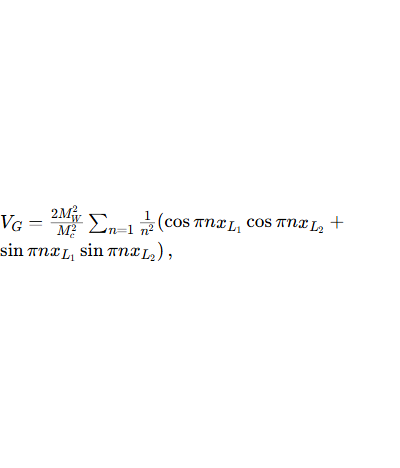 $V_G = \frac{2M_W^2}{M_c^2} \sum_{n=1} \frac{1}{n^2} (\cos \pi n x_{L_1} \cos \pi n x_{L_2} +$
$\sin \pi n x_{L_1} \sin \pi n x_{L_2}) \,,$